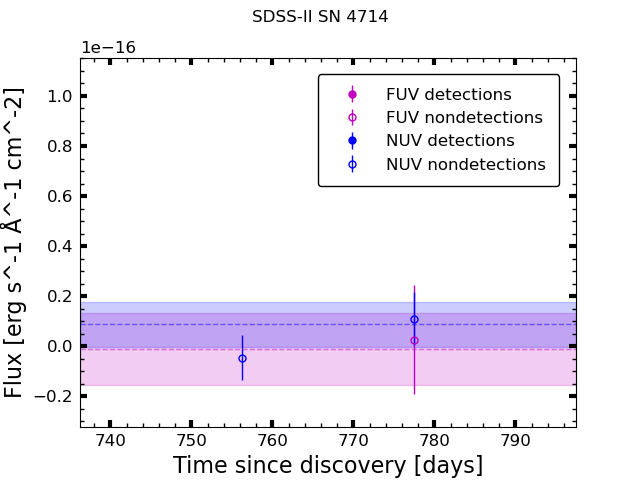 SDSS-II SN 4714
1e−16
Flux [erg s^-1 Å^-1 cm^-2]
1.0
0.8
0.6
0.4
0.2
0.0
−0.2
FUV detections
FUV nondetections
NUV detections
NUV nondetections
740 750 760 770 780 790
Time since discovery [days]